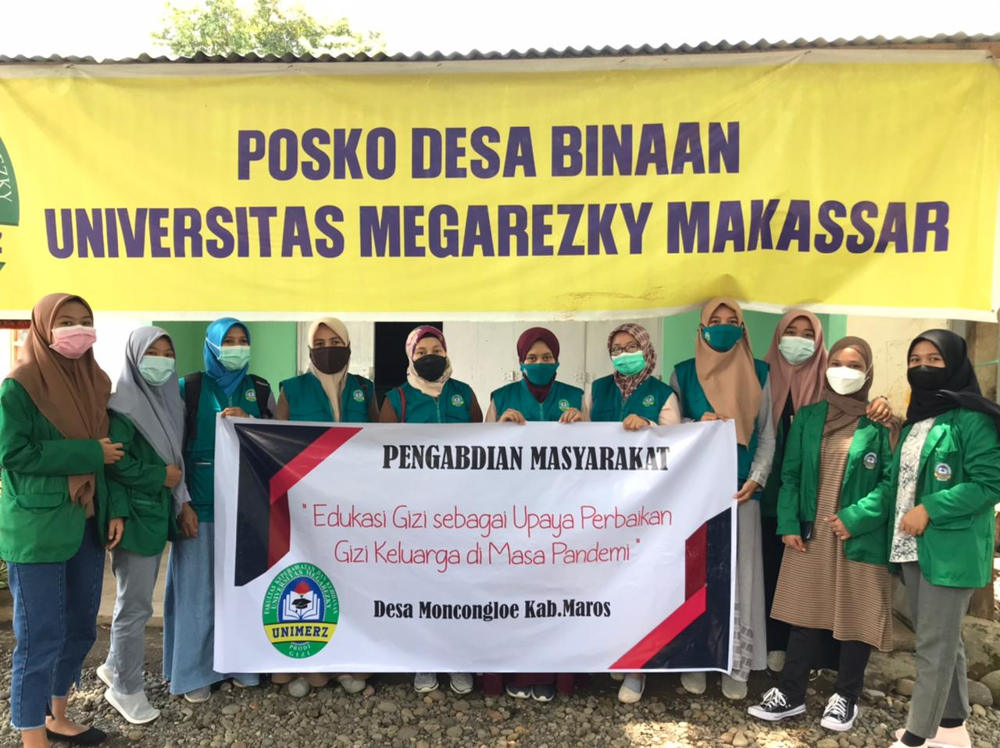 POSKO DESA BINAAN
UNIVERSITAS MEGAREZKY MAKASSAR
PENGABDIAN MASYARAKAT
" Edukasi Gizi sebagai Upaya Perbaikan
Gizi Keluarga di Masa Pandemi "
FAKULTAS KEPERAWATAN DAN KEBIDANAN
UNIVERSITAS MEGAREZKY
UNIMERZ
PRODI
GIZI
Desa Moncongloe Kab.Maros